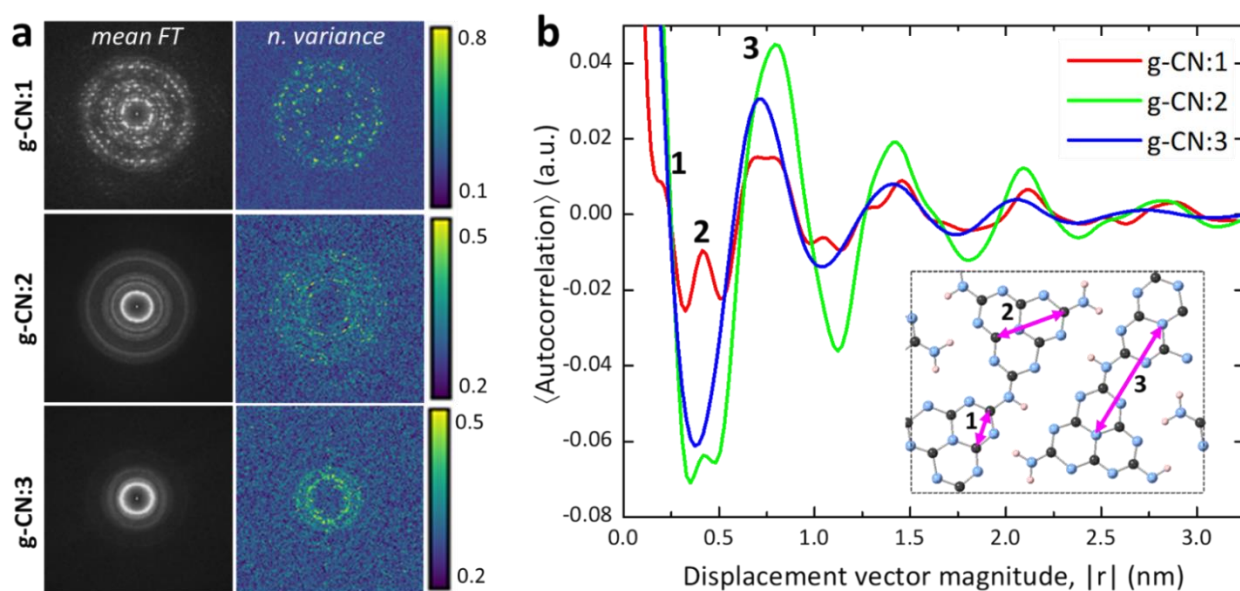 a
mean FT
n. variance
g-CN:1
0.8
0.1
g-CN:2
0.5
0.2
g-CN:3
0.5
0.2
b
⟨Autocorrelation⟩ (a.u.)
0.04
0.02
0.00
-0.02
-0.04
-0.06
-0.08
1
2
3
g-CN:1
g-CN:2
g-CN:3
2
3
1
0.0 0.5 1.0 1.5 2.0 2.5 3.0
Displacement vector magnitude, |r| (nm)